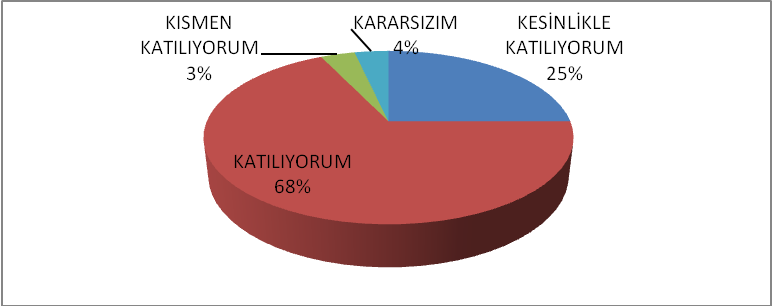 KISMEN
KATILIYORUM
3%
KARARSIZIM
4%
KESİNLİKLE
KATILIYORUM
25%
KATILIYORUM
68%